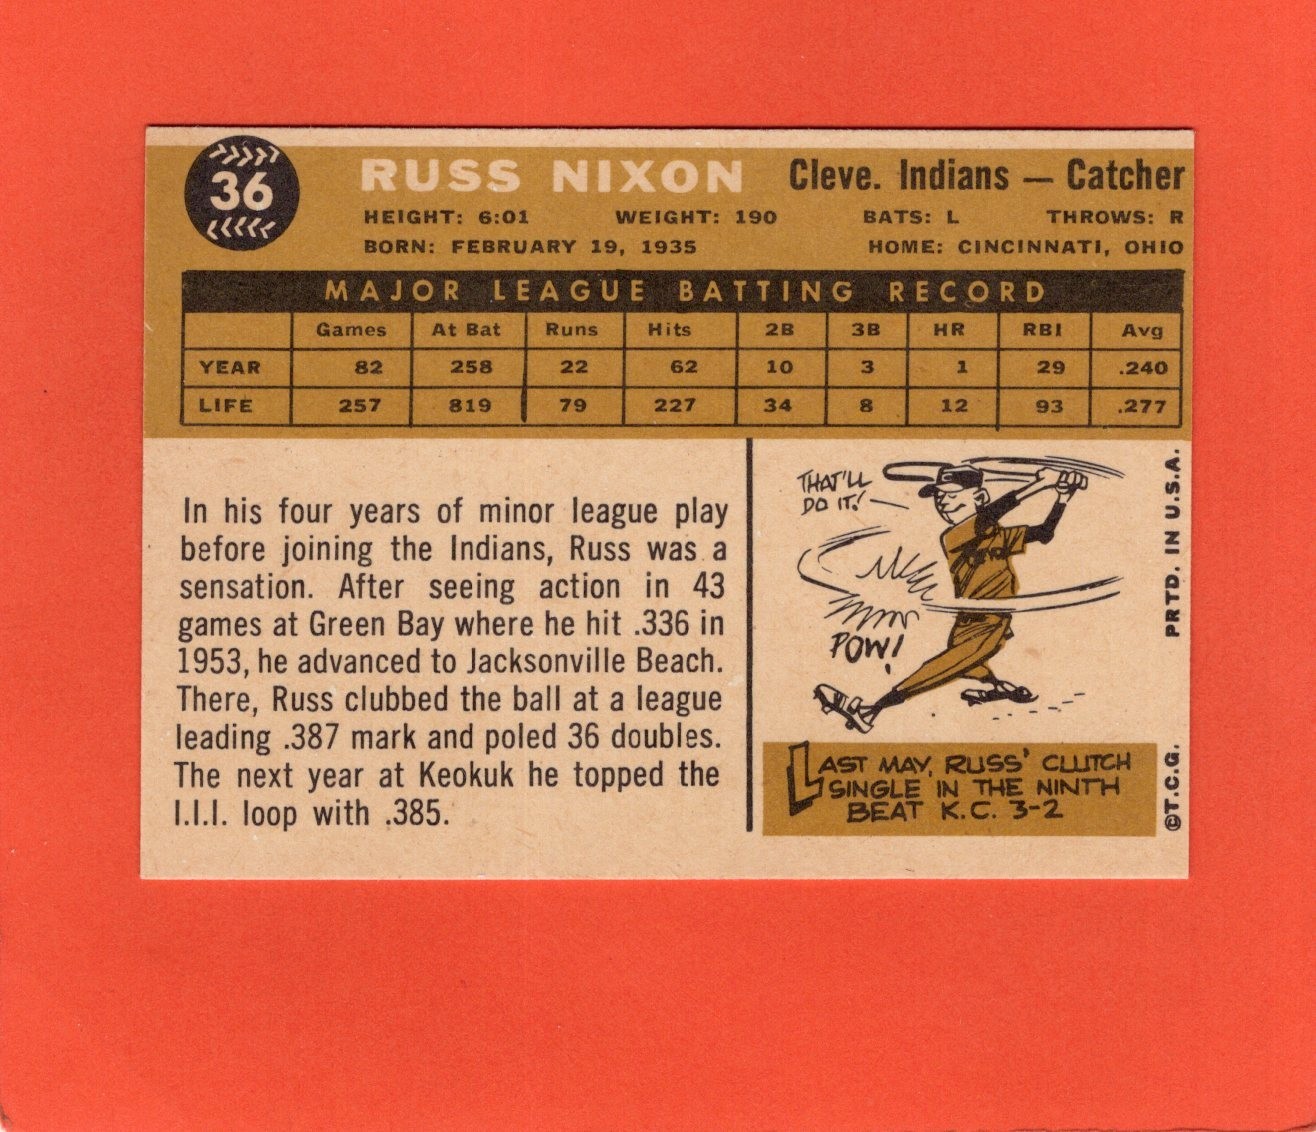 36
RUSS NIXON Cleve. Indians — Catcher
HEIGHT: 6:01 WEIGHT: 190 BATS: L THROWS: R
BORN: FEBRUARY 19, 1935 HOME: CINCINNATI, OHIO
MAJOR LEAGUE BATTING RECORD
Games At Bat Runs Hits 2B 3B HR RBI Avg
YEAR 82 258 22 62 10 3 1 29 .240
LIFE 257 819 79 227 34 8 12 93 .277
In his four years of minor league play
before joining the Indians, Russ was a
sensation. After seeing action in 43
games at Green Bay where he hit .336 in
1953, he advanced to Jacksonville Beach.
There, Russ clubbed the ball at a league
leading .387 mark and poled 36 doubles.
The next year at Keokuk he topped the
I.I.I. loop with .385.
THAT'LL
DO IT!
POW!
LAST MAY, RUSS' CLUTCH
SINGLE IN THE NINTH
BEAT K.C. 3-2
©T.C.G. PRTD. IN U.S.A.